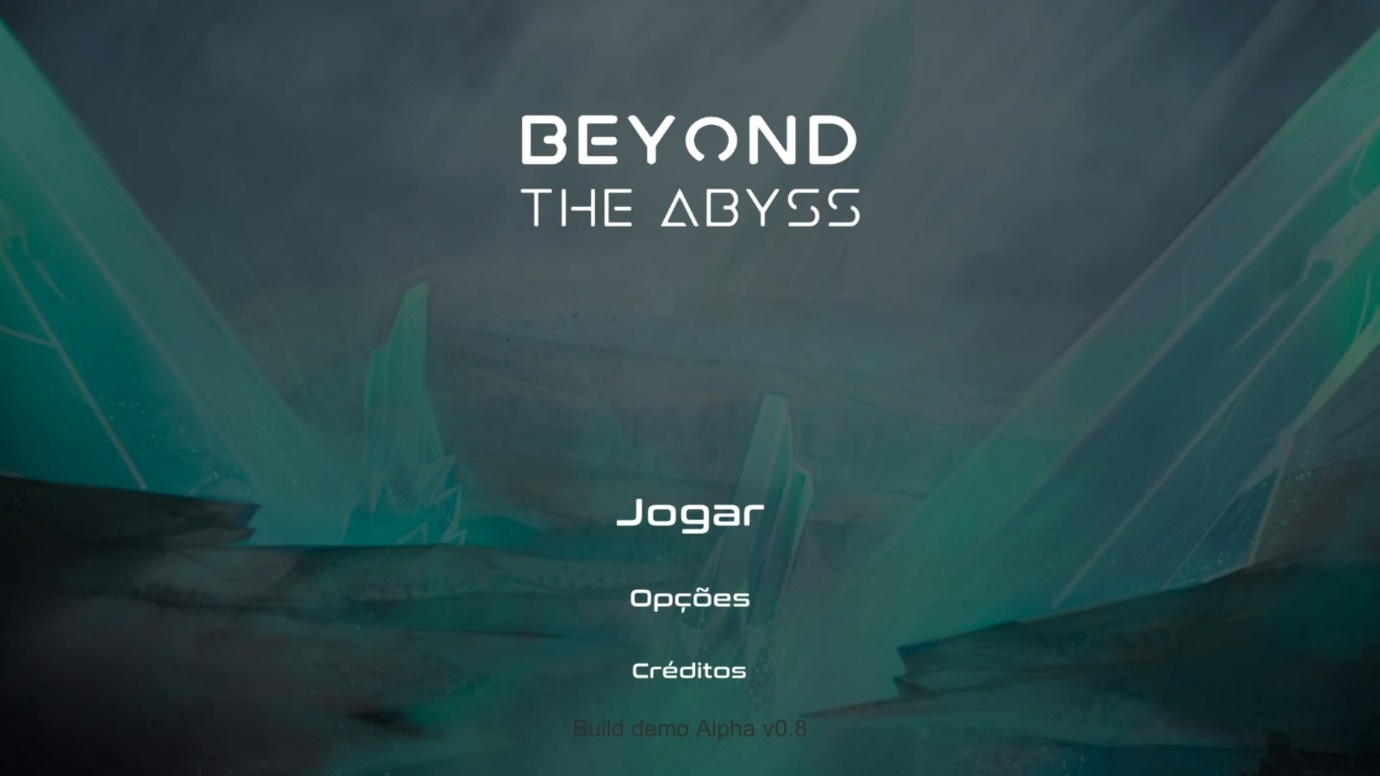 BEYOND
THE ABYSS
Jogar
Opções
Créditos
Build demo Alpha v0.8